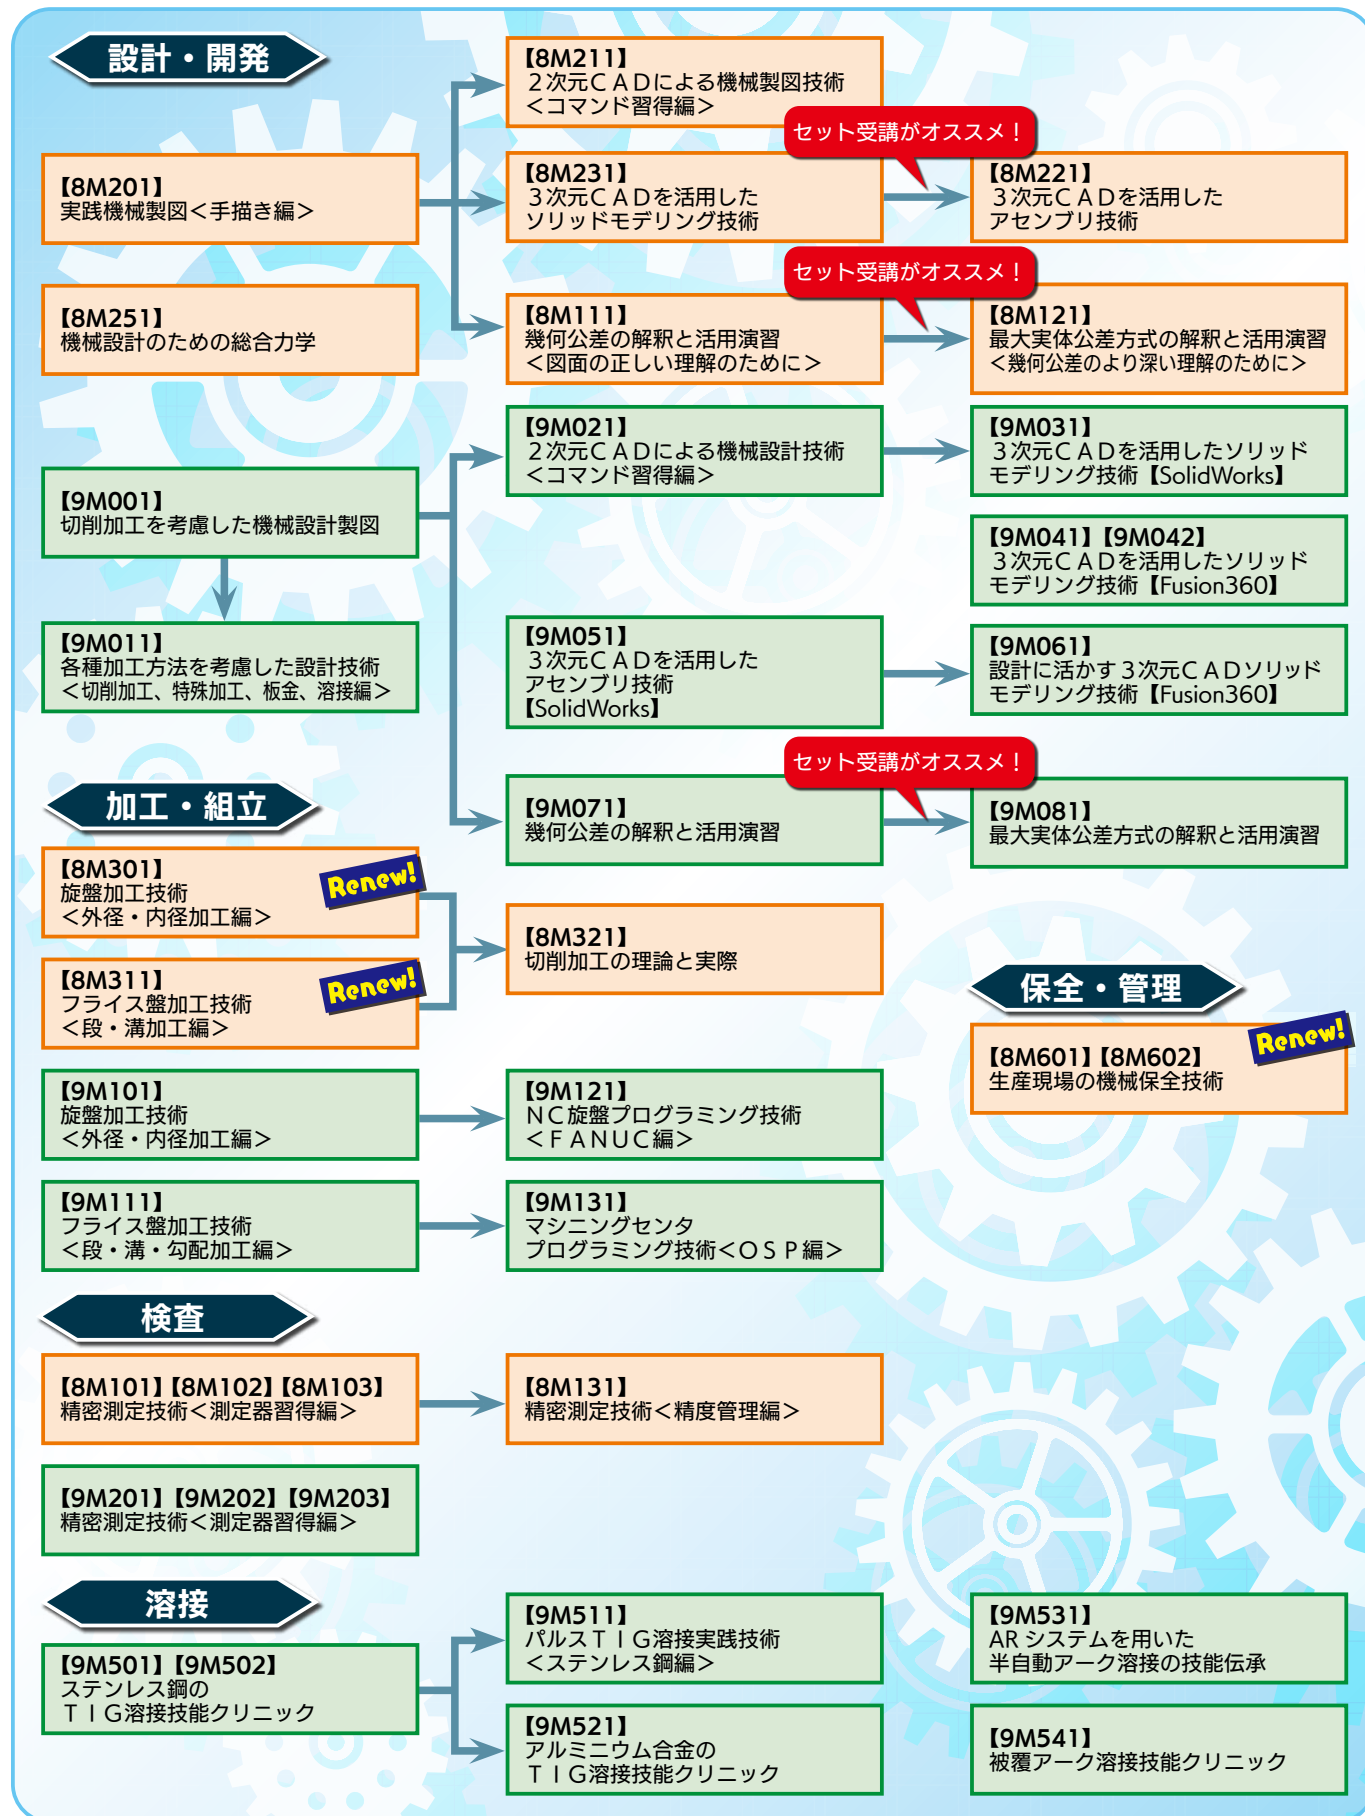 設計・開発
【8M211】
２次元ＣＡＤによる機械製図技術
＜コマンド習得編＞
セット受講がオススメ！
【8M201】
実践機械製図＜手描き編＞
【8M231】
３次元ＣＡＤを活用した
ソリッドモデリング技術
【8M221】
３次元ＣＡＤを活用した
アセンブリ技術
セット受講がオススメ！
【8M251】
機械設計のための総合力学
【8M111】
幾何公差の解釈と活用演習
＜図面の正しい理解のために＞
【8M121】
最大実体公差方式の解釈と活用演習
＜幾何公差のより深い理解のために＞
【9M001】
切削加工を考慮した機械設計製図
【9M021】
２次元ＣＡＤによる機械設計技術
＜コマンド習得編＞
【9M031】
３次元ＣＡＤを活用したソリッド
モデリング技術【SolidWorks】
【9M041】【9M042】
３次元ＣＡＤを活用したソリッド
モデリング技術【Fusion360】
【9M011】
各種加工方法を考慮した設計技術
＜切削加工、特殊加工、板金、溶接編＞
【9M051】
３次元ＣＡＤを活用した
アセンブリ技術
【SolidWorks】
【9M061】
設計に活かす３次元ＣＡＤソリッド
モデリング技術【Fusion360】
セット受講がオススメ！
【9M071】
幾何公差の解釈と活用演習
【9M081】
最大実体公差方式の解釈と活用演習
加工・組立
【8M301】
旋盤加工技術
＜外径・内径加工編＞
Renew!
【8M311】
フライス盤加工技術
＜段・溝加工編＞
Renew!
【8M321】
切削加工の理論と実際
保全・管理
【8M601】【8M602】
生産現場の機械保全技術
Renew!
【9M101】
旋盤加工技術
＜外径・内径加工編＞
【9M121】
ＮＣ旋盤プログラミング技術
＜ＦＡＮＵＣ編＞
【9M111】
フライス盤加工技術
＜段・溝・勾配加工編＞
【9M131】
マシニングセンタ
プログラミング技術＜ＯＳＰ編＞
検査
【8M101】【8M102】【8M103】
精密測定技術＜測定器習得編＞
【8M131】
精密測定技術＜精度管理編＞
【9M201】【9M202】【9M203】
精密測定技術＜測定器習得編＞
溶接
【9M501】【9M502】
ステンレス鋼の
ＴＩＧ溶接技能クリニック
【9M511】
パルスＴＩＧ溶接実践技術
＜ステンレス鋼編＞
【9M531】
AR システムを用いた
半自動アーク溶接の技能伝承
【9M521】
アルミニウム合金の
ＴＩＧ溶接技能クリニック
【9M541】
被覆アーク溶接技能クリニック